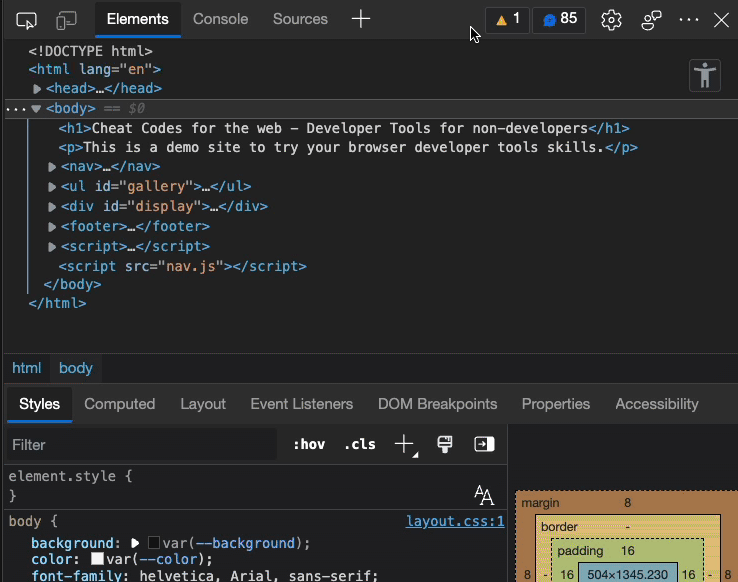 Elements Console Sources 1 85
<!DOCTYPE html>
<html lang="en">
<head>…</head>
<body> == $0
<h1>Cheat Codes for the web – Developer Tools for non-developers</h1>
<p>This is a demo site to try your browser developer tools skills.</p>
<nav>…</nav>
<ul id="gallery">…</ul>
<div id="display">…</div>
<footer>…</footer>
<script>…</script>
<script src="nav.js"></script>
</body>
</html>
html body
Styles Computed Layout Event Listeners DOM Breakpoints Properties Accessibility
Filter :hov .cls
element.style {
}
AA
body { layout.css:1
background: var(--background);
color: var(--color);
font-family: helvetica, Arial, sans-serif;
margin 8
border -
padding 16
8 - 16 504×1345.230 16 - 8